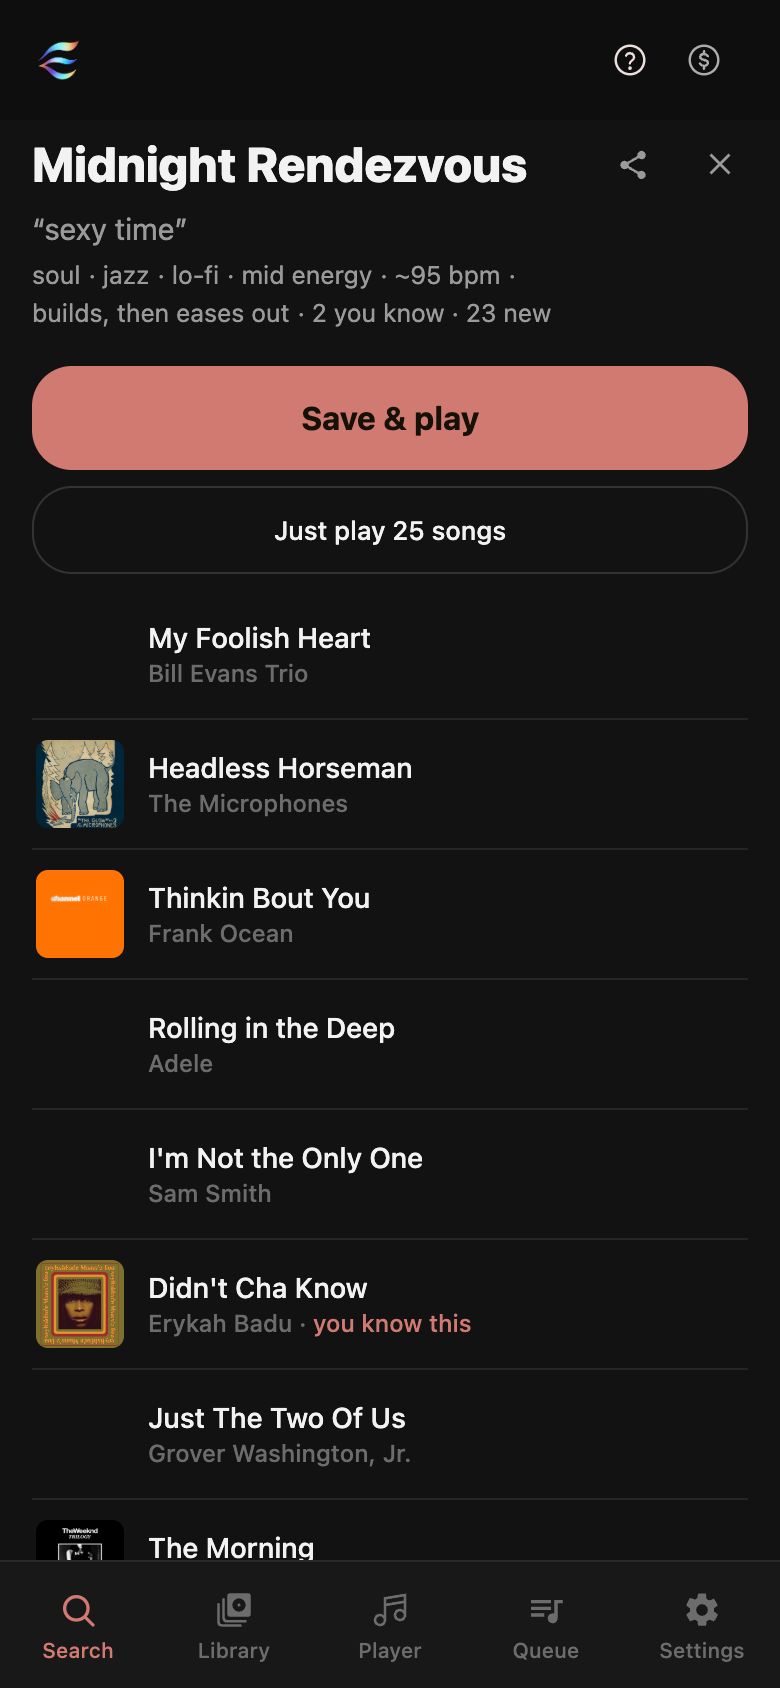 Midnight Rendezvous
“sexy time”
soul · jazz · lo-fi · mid energy · ~95 bpm ·
builds, then eases out · 2 you know · 23 new
Save & play
Just play 25 songs
My Foolish Heart
Bill Evans Trio
Headless Horseman
The Microphones
channel ORANGE
Thinkin Bout You
Frank Ocean
Rolling in the Deep
Adele
I'm Not the Only One
Sam Smith
Didn't Cha Know
Erykah Badu · you know this
Just The Two Of Us
Grover Washington, Jr.
TheWeeknd
TRILOGY
The Morning
Search
Library
Player
Queue
Settings